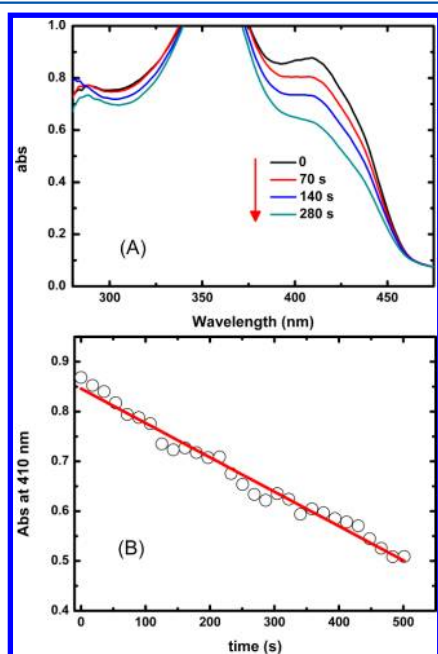 1.0
0.8
0.6
0.4
0.2
0.0
abs
0
70 s
140 s
280 s
(A)
300 350 400 450
Wavelength (nm)
0.9
0.8
0.7
0.6
0.5
0.4
Abs at 410 nm
(B)
0 100 200 300 400 500
time (s)